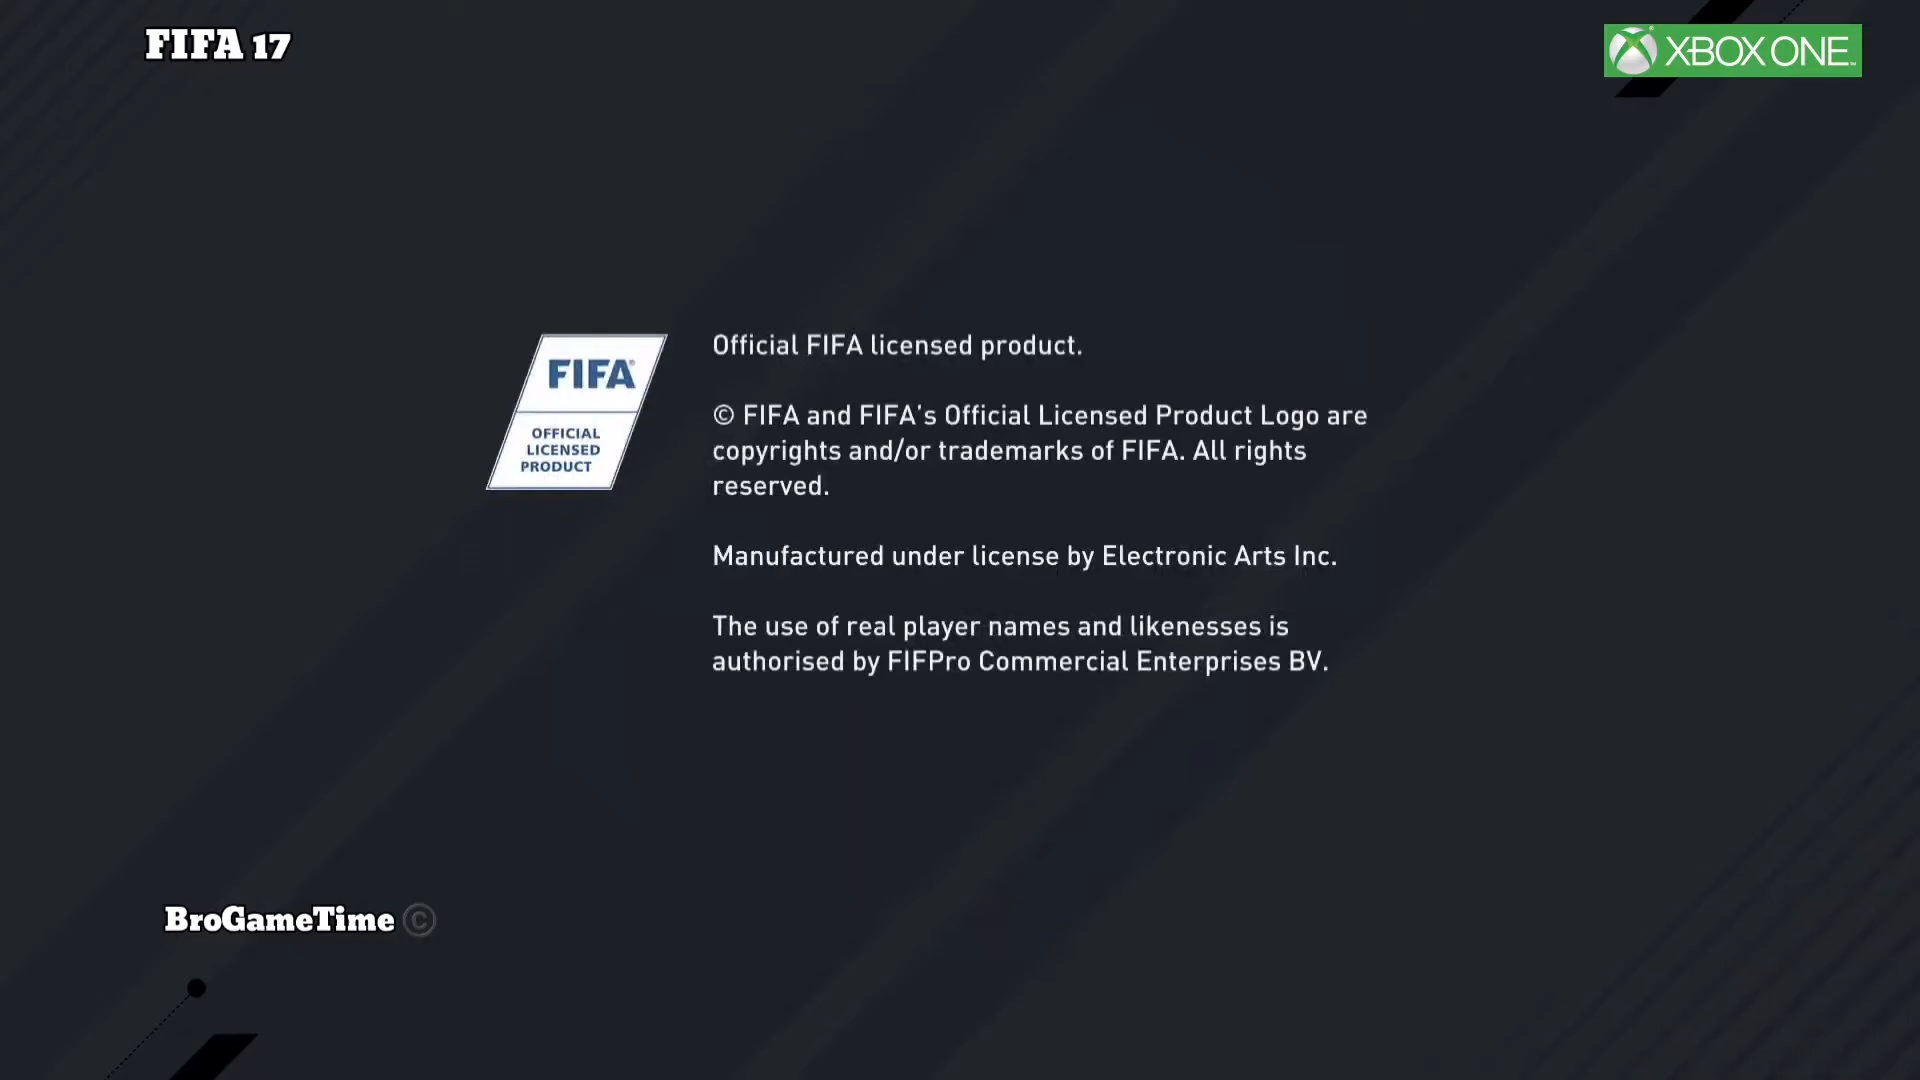 FIFA 17
XBOX ONE™
FIFA®
OFFICIAL
LICENSED
PRODUCT
Official FIFA licensed product.
© FIFA and FIFA's Official Licensed Product Logo are
copyrights and/or trademarks of FIFA. All rights
reserved.
Manufactured under license by Electronic Arts Inc.
The use of real player names and likenesses is
authorised by FIFPro Commercial Enterprises BV.
BroGameTime ©